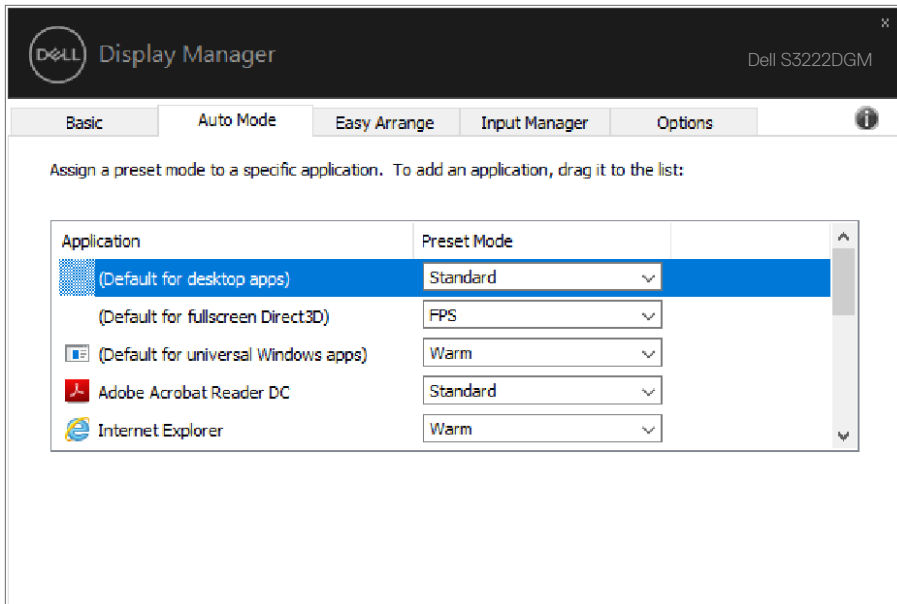 DELL Display Manager
x
Dell S3222DGM
Basic Auto Mode Easy Arrange Input Manager Options i
Assign a preset mode to a specific application. To add an application, drag it to the list:
Application Preset Mode
(Default for desktop apps) Standard
(Default for fullscreen Direct3D) FPS
(Default for universal Windows apps) Warm
Adobe Acrobat Reader DC Standard
Internet Explorer Warm